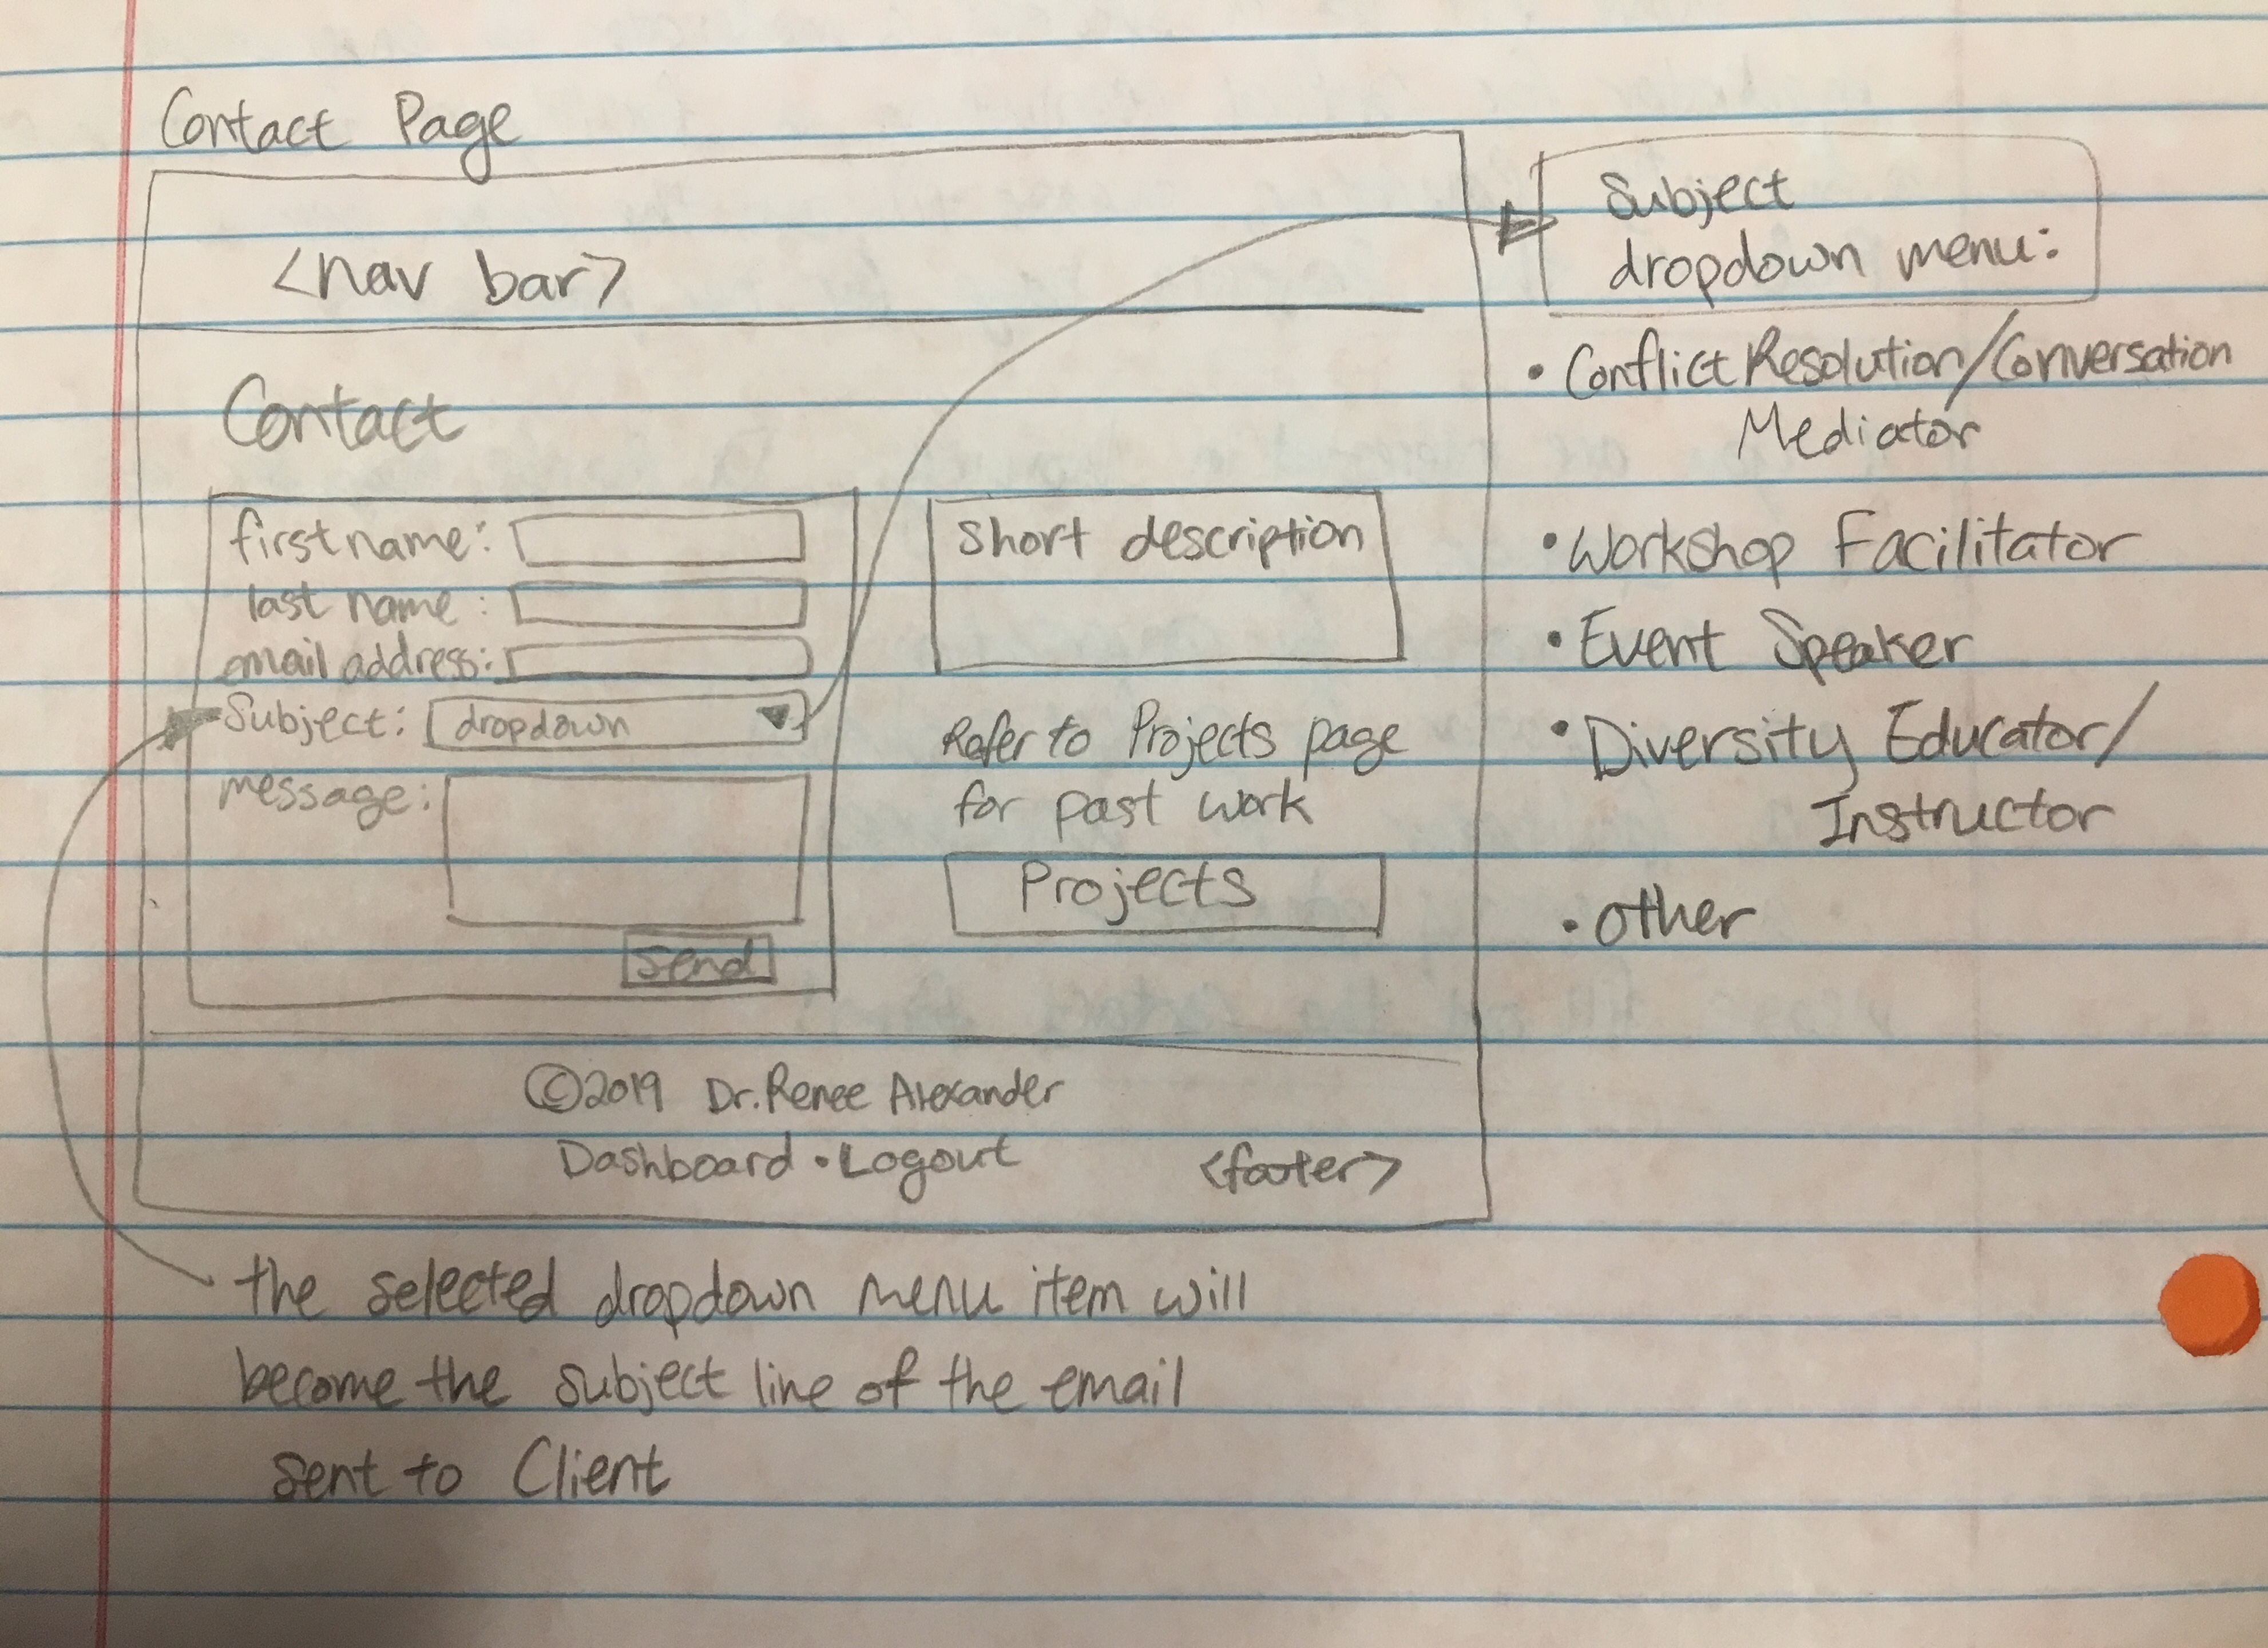 Contact Page
<nav bar>
Contact
first name:
last name :
email address:
Subject: dropdown
message:
Send
Short description
Refer to Projects page
for past work
Projects
©2019 Dr. Renee Alexander
Dashboard • Logout
<footer>
Subject
dropdown menu:
• Conflict Resolution/Conversation
Mediator
• Workshop Facilitator
• Event Speaker
• Diversity Educator/
Instructor
• other
the selected dropdown menu item will
become the subject line of the email
sent to Client